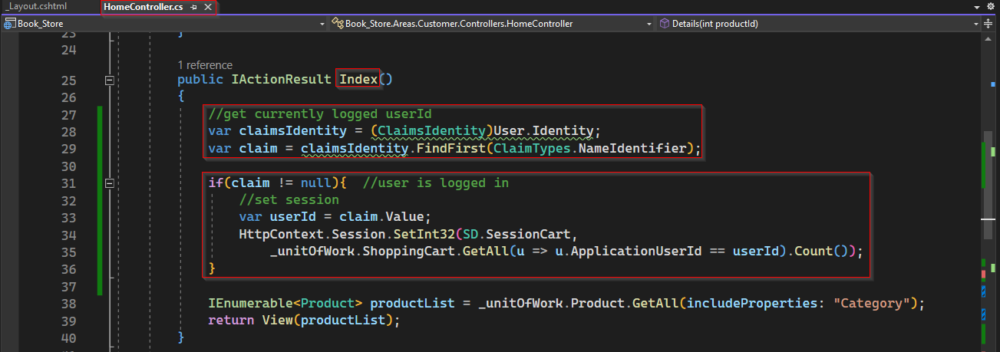 _Layout.cshtml HomeController.cs
Book_Store Book_Store.Areas.Customer.Controllers.HomeController Details(int productId)
23 }
24
1 reference
25 public IActionResult Index()
26 {
27 //get currently logged userId
28 var claimsIdentity = (ClaimsIdentity)User.Identity;
29 var claim = claimsIdentity.FindFirst(ClaimTypes.NameIdentifier);
30
31 if(claim != null){ //user is logged in
32 //set session
33 var userId = claim.Value;
34 HttpContext.Session.SetInt32(SD.SessionCart,
35 _unitOfWork.ShoppingCart.GetAll(u => u.ApplicationUserId == userId).Count());
36 }
37
38 IEnumerable<Product> productList = _unitOfWork.Product.GetAll(includeProperties: "Category");
39 return View(productList);
40 }